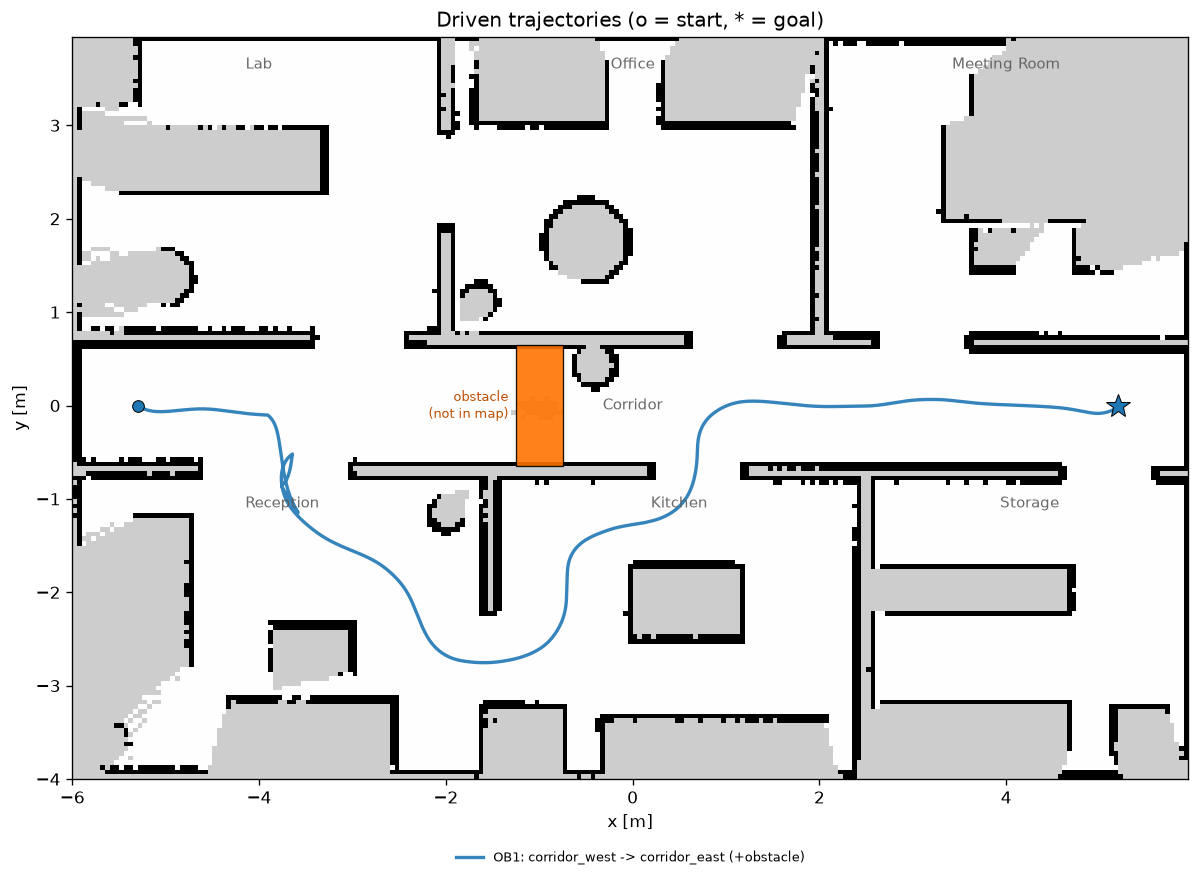 Driven trajectories (o = start, * = goal)
Lab
Office
Meeting Room
3
2
1
0
−1
−2
−3
−4
y [m]
obstacle
(not in map)
Corridor
Reception
Kitchen
Storage
−6
−4
−2
0
2
4
x [m]
OB1: corridor_west -> corridor_east (+obstacle)